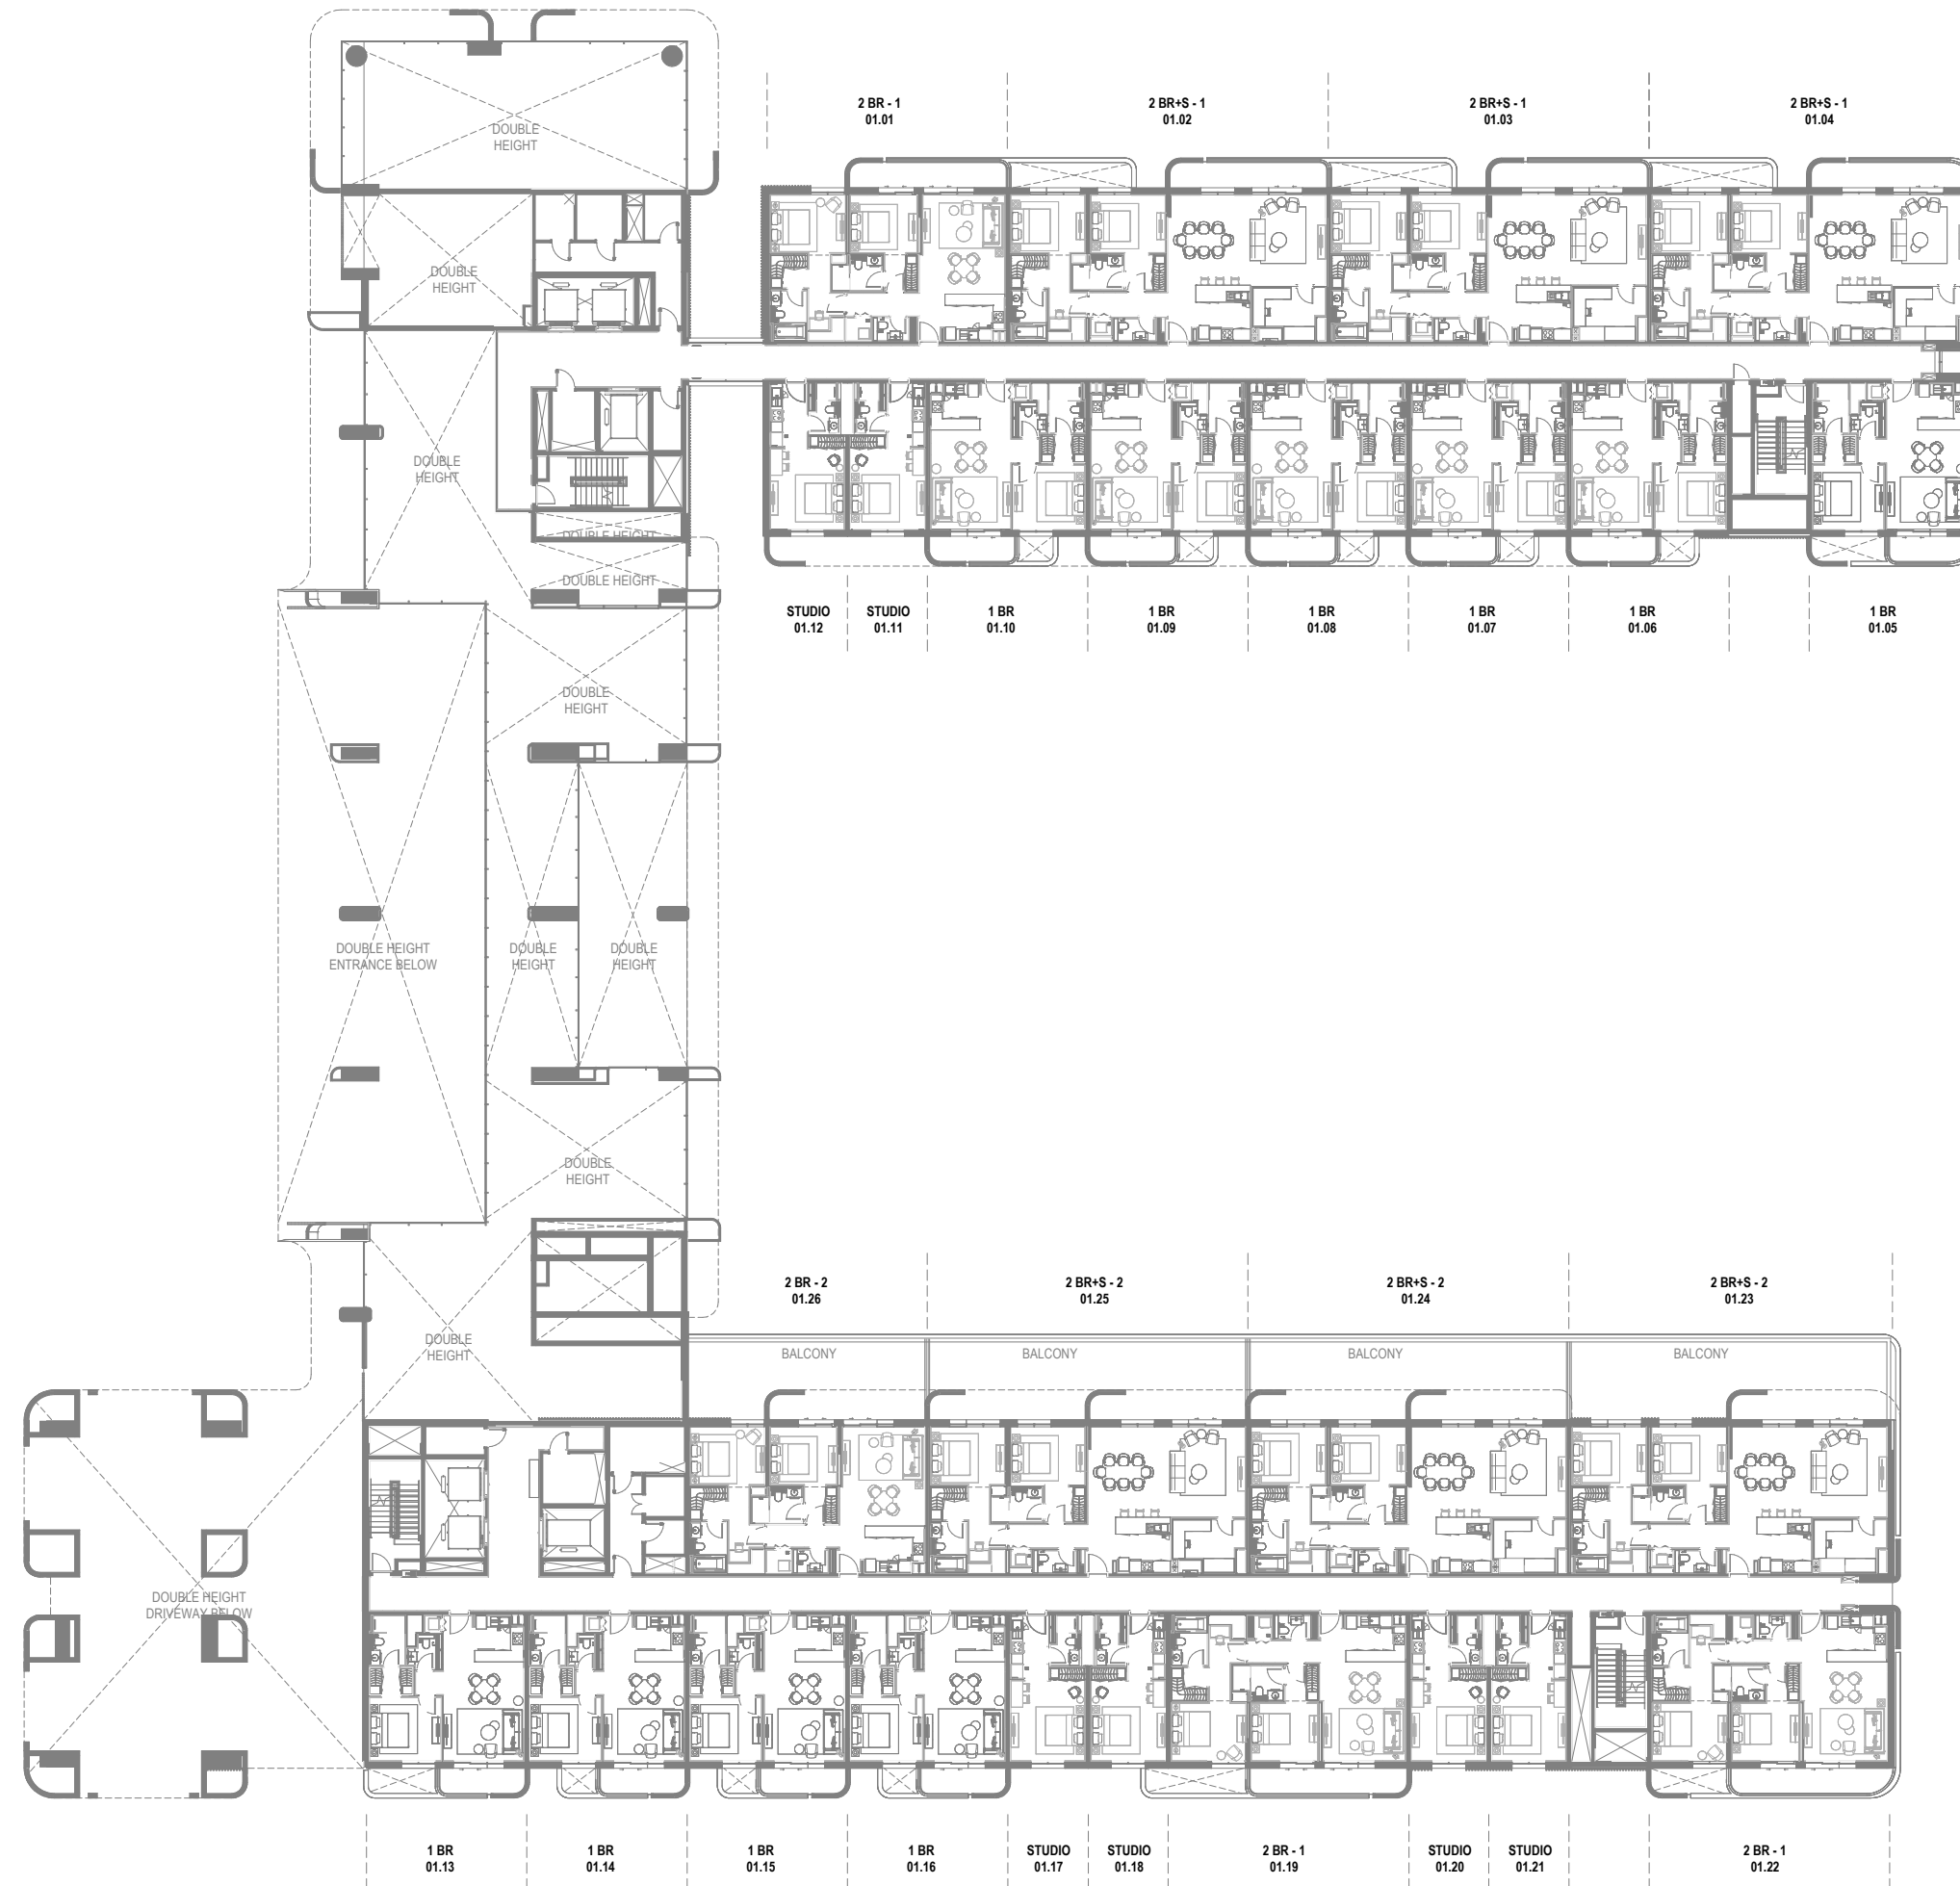 2 BR - 1
01.01
2 BR+S - 1
01.02
2 BR+S - 1
01.03
2 BR+S - 1
01.04
DOUBLE
HEIGHT
DOUBLE
HEIGHT
DOUBLE
HEIGHT
DOUBLE HEIGHT
DOUBLE HEIGHT
STUDIO
01.12
STUDIO
01.11
1 BR
01.10
1 BR
01.09
1 BR
01.08
1 BR
01.07
1 BR
01.06
1 BR
01.05
DOUBLE
HEIGHT
DOUBLE HEIGHT
ENTRANCE BELOW
DOUBLE
HEIGHT
DOUBLE
HEIGHT
DOUBLE
HEIGHT
2 BR - 2
01.26
2 BR+S - 2
01.25
2 BR+S - 2
01.24
2 BR+S - 2
01.23
DOUBLE
HEIGHT
BALCONY
BALCONY
BALCONY
BALCONY
DOUBLE HEIGHT
DRIVEWAY BELOW
1 BR
01.13
1 BR
01.14
1 BR
01.15
1 BR
01.16
STUDIO
01.17
STUDIO
01.18
2 BR - 1
01.19
STUDIO
01.20
STUDIO
01.21
2 BR - 1
01.22